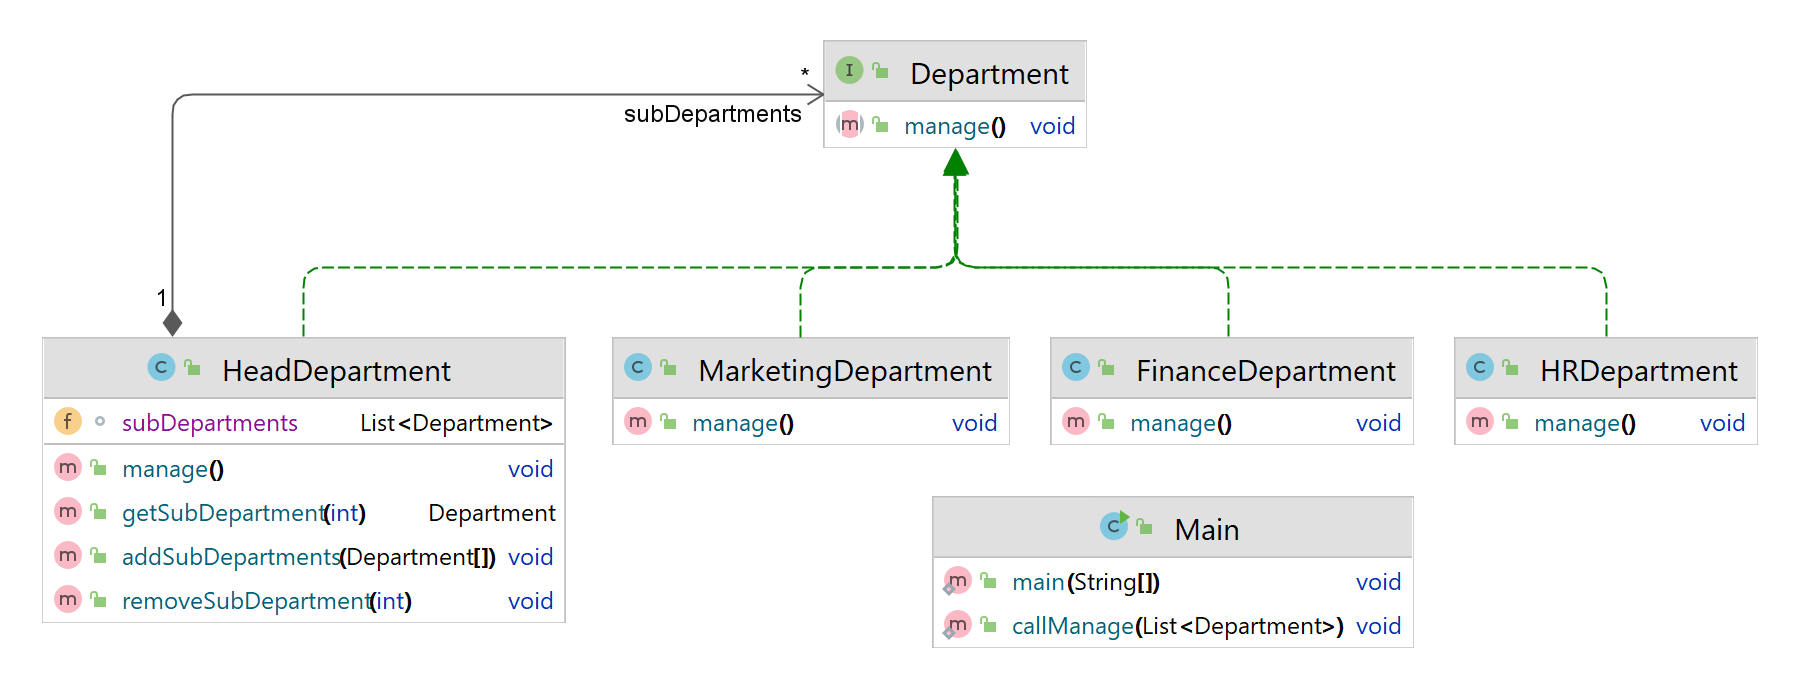 I Department
m manage() void
*
subDepartments
1
C HeadDepartment
f subDepartments List<Department>
m manage() void
m getSubDepartment(int) Department
m addSubDepartments(Department[]) void
m removeSubDepartment(int) void
C MarketingDepartment
m manage() void
C FinanceDepartment
m manage() void
C HRDepartment
m manage() void
C Main
m main(String[]) void
m callManage(List<Department>) void